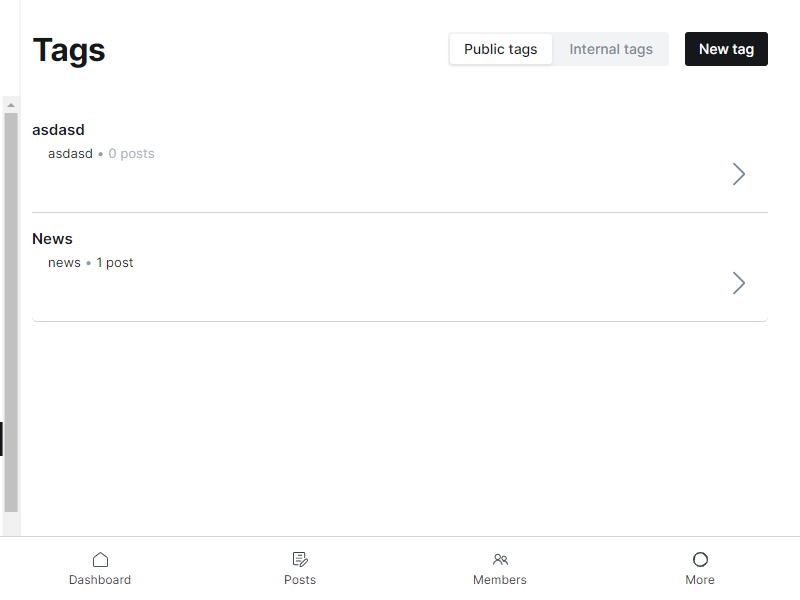 Tags
Public tags
Internal tags
New tag
asdasd
asdasd • 0 posts
News
news • 1 post
Dashboard
Posts
Members
More